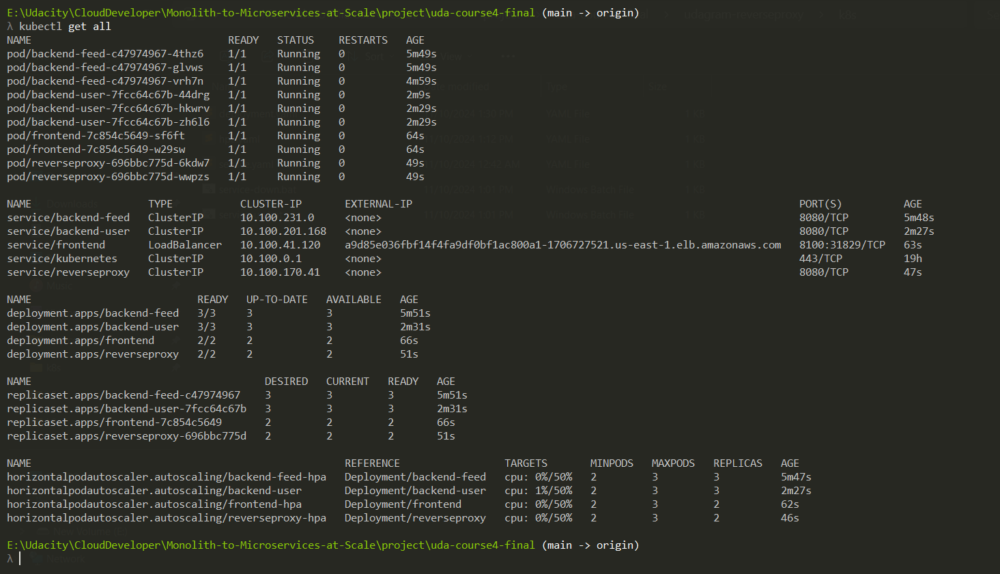 E:\Udacity\CloudDeveloper\Monolith-to-Microservices-at-Scale\project\uda-course4-final (main -> origin)
λ kubectl get all
NAME READY STATUS RESTARTS AGE
pod/backend-feed-c47974967-4thz6 1/1 Running 0 5m49s
pod/backend-feed-c47974967-glvws 1/1 Running 0 5m49s
pod/backend-feed-c47974967-vrh7n 1/1 Running 0 4m59s
pod/backend-user-7fcc64c67b-44drg 1/1 Running 0 2m9s
pod/backend-user-7fcc64c67b-hkwrv 1/1 Running 0 2m29s
pod/backend-user-7fcc64c67b-zh6l6 1/1 Running 0 2m29s
pod/frontend-7c854c5649-sf6ft 1/1 Running 0 64s
pod/frontend-7c854c5649-w29sw 1/1 Running 0 64s
pod/reverseproxy-696bbc775d-6kdw7 1/1 Running 0 49s
pod/reverseproxy-696bbc775d-wwpzs 1/1 Running 0 49s
NAME TYPE CLUSTER-IP EXTERNAL-IP PORT(S) AGE
service/backend-feed ClusterIP 10.100.231.0 <none> 8080/TCP 5m48s
service/backend-user ClusterIP 10.100.201.168 <none> 8080/TCP 2m27s
service/frontend LoadBalancer 10.100.41.120 a9d85e036fbf14f4fa9df0bf1ac800a1-1706727521.us-east-1.elb.amazonaws.com 8100:31829/TCP 63s
service/kubernetes ClusterIP 10.100.0.1 <none> 443/TCP 19h
service/reverseproxy ClusterIP 10.100.170.41 <none> 8080/TCP 47s
NAME READY UP-TO-DATE AVAILABLE AGE
deployment.apps/backend-feed 3/3 3 3 5m51s
deployment.apps/backend-user 3/3 3 3 2m31s
deployment.apps/frontend 2/2 2 2 66s
deployment.apps/reverseproxy 2/2 2 2 51s
NAME DESIRED CURRENT READY AGE
replicaset.apps/backend-feed-c47974967 3 3 3 5m51s
replicaset.apps/backend-user-7fcc64c67b 3 3 3 2m31s
replicaset.apps/frontend-7c854c5649 2 2 2 66s
replicaset.apps/reverseproxy-696bbc775d 2 2 2 51s
NAME REFERENCE TARGETS MINPODS MAXPODS REPLICAS AGE
horizontalpodautoscaler.autoscaling/backend-feed-hpa Deployment/backend-feed cpu: 0%/50% 2 3 3 5m47s
horizontalpodautoscaler.autoscaling/backend-user Deployment/backend-user cpu: 1%/50% 2 3 3 2m27s
horizontalpodautoscaler.autoscaling/frontend-hpa Deployment/frontend cpu: 0%/50% 2 3 2 62s
horizontalpodautoscaler.autoscaling/reverseproxy-hpa Deployment/reverseproxy cpu: 0%/50% 2 3 2 46s
E:\Udacity\CloudDeveloper\Monolith-to-Microservices-at-Scale\project\uda-course4-final (main -> origin)
λ